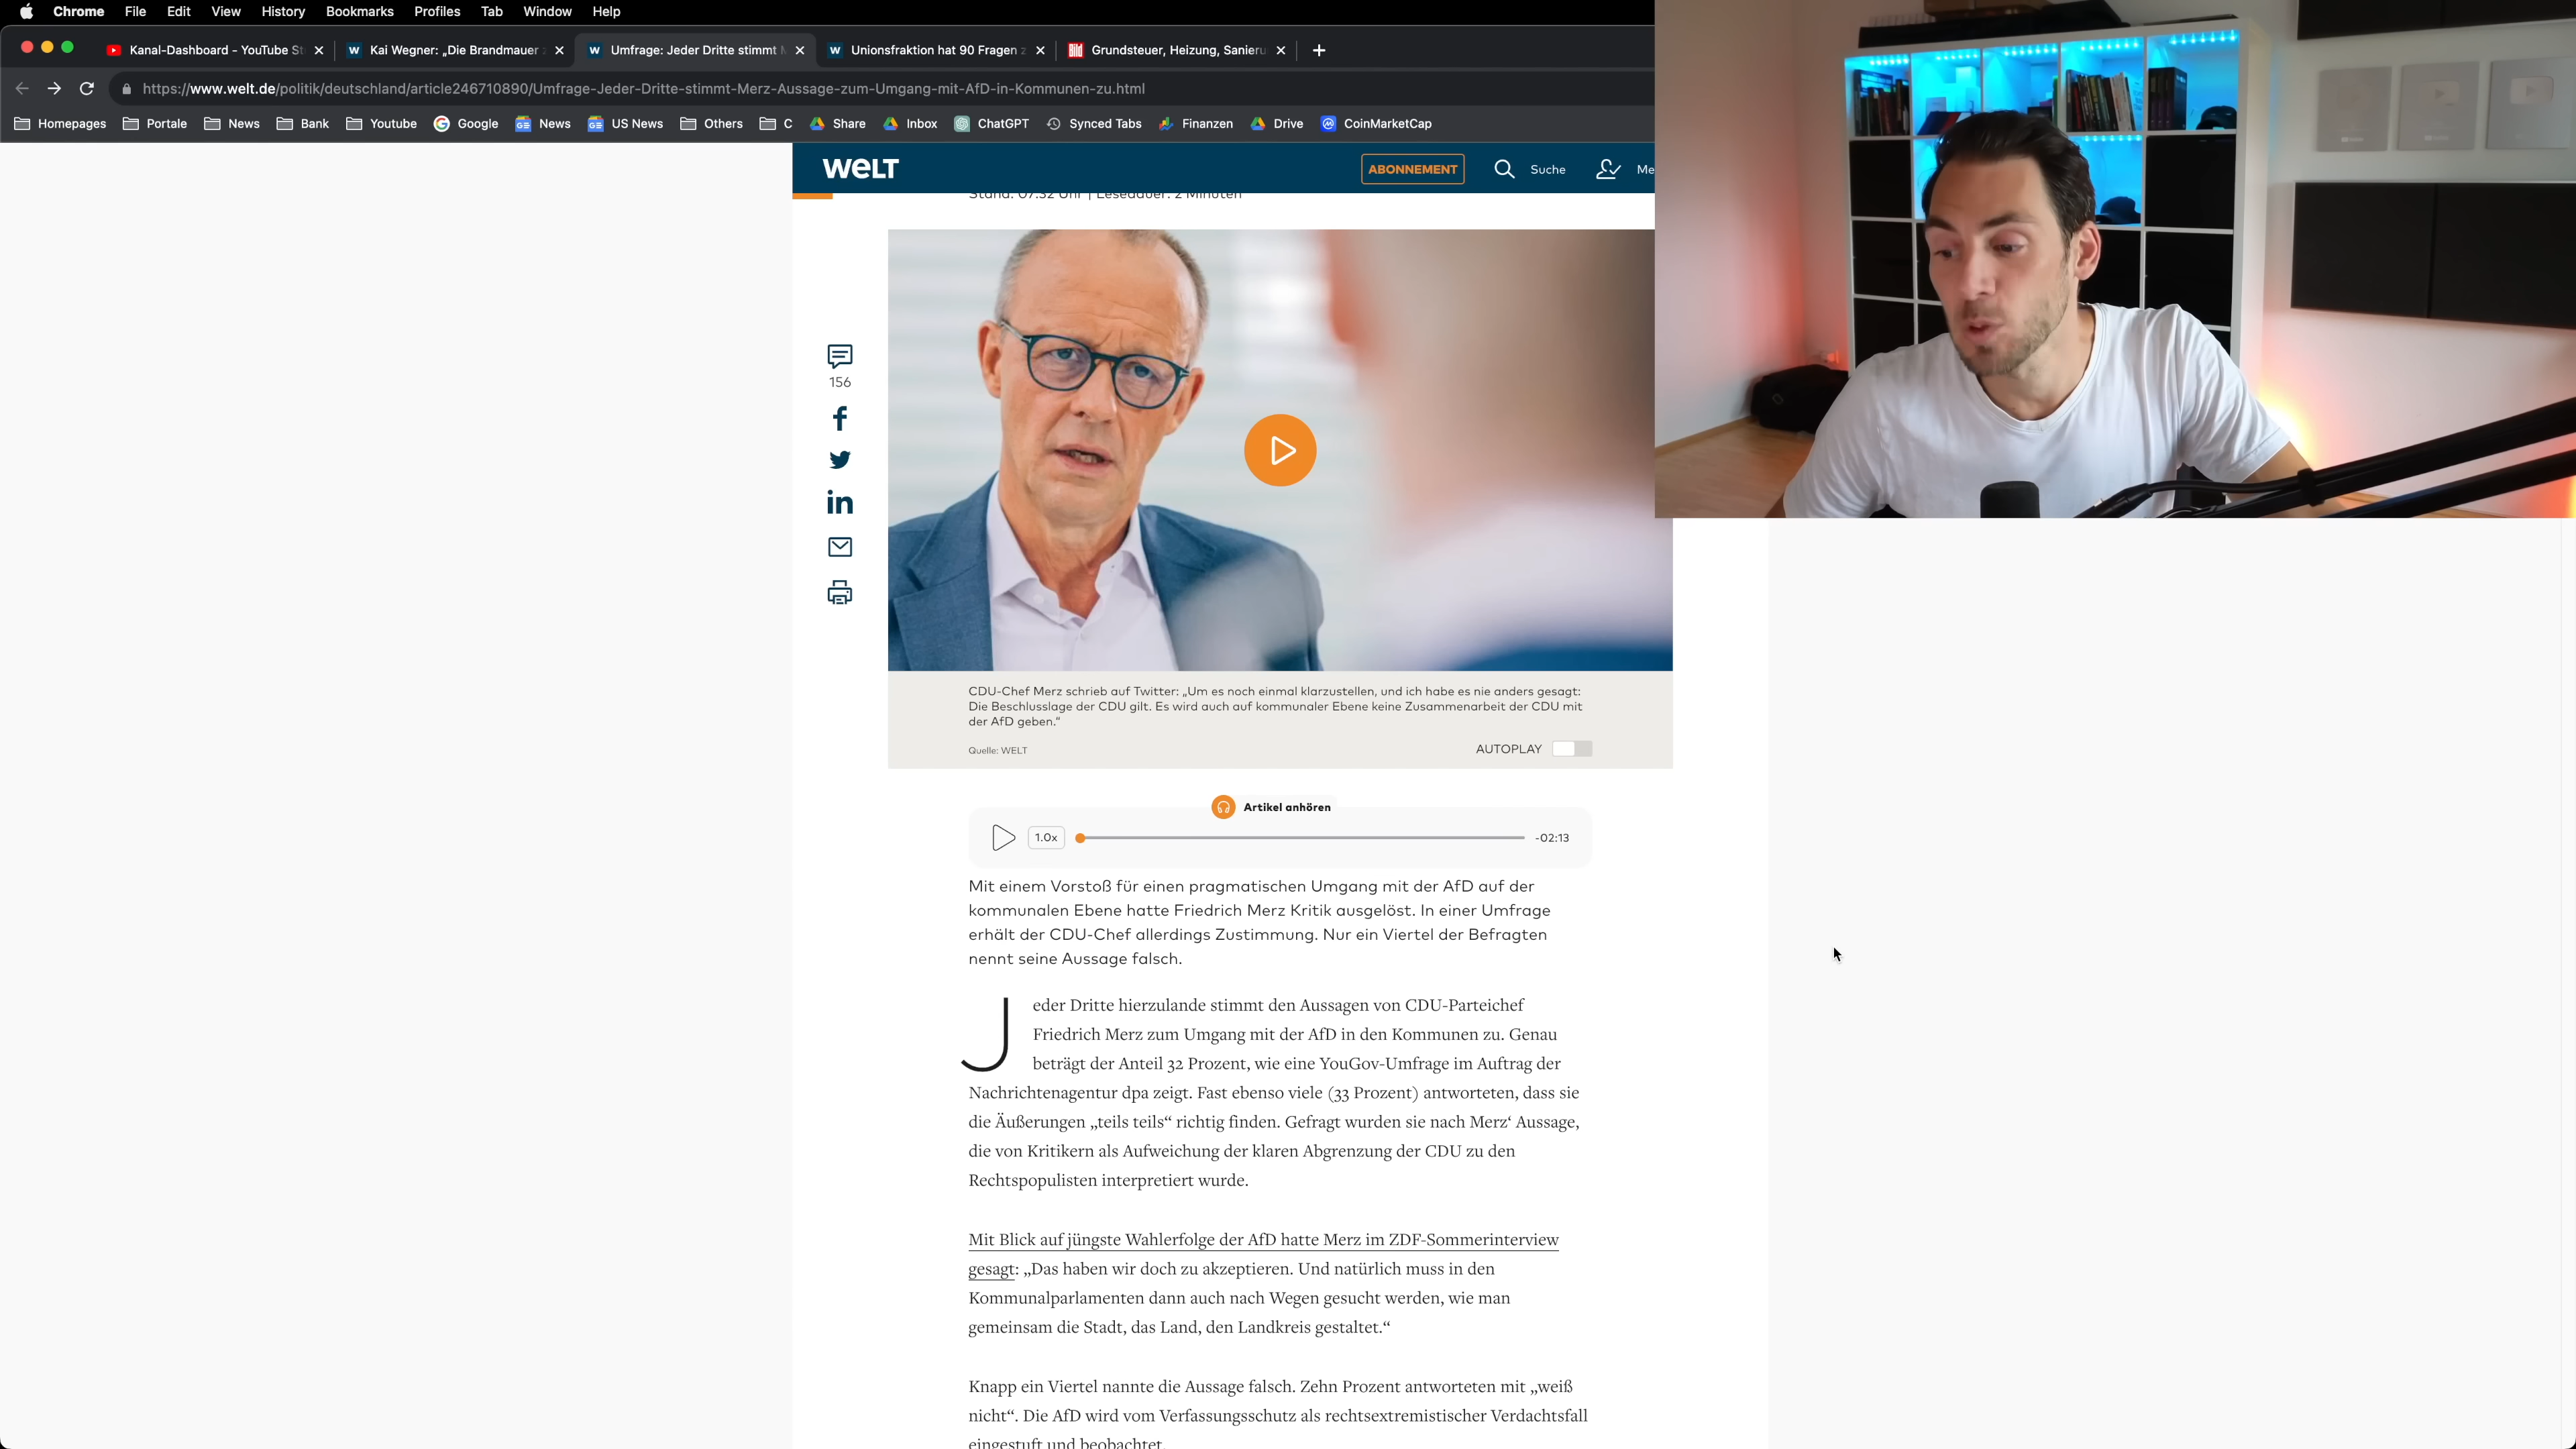 Chrome File Edit View History Bookmarks Profiles Tab Window Help
Kanal-Dashboard - YouTube St
Kai Wegner: „Die Brandmauer
Umfrage: Jeder Dritte stimmt M
Unionsfraktion hat 90 Fragen z
Bild Grundsteuer, Heizung, Sanieru
https://www.welt.de/politik/deutschland/article246710890/Umfrage-Jeder-Dritte-stimmt-Merz-Aussage-zum-Umgang-mit-AfD-in-Kommunen-zu.html
Homepages Portale News Bank Youtube Google News US News Others C Share Inbox ChatGPT Synced Tabs Finanzen Drive CoinMarketCap
WELT ABONNEMENT Suche Me
Stand: 07:32 Uhr | Lesedauer: 2 Minuten
156
CDU-Chef Merz schrieb auf Twitter: „Um es noch einmal klarzustellen, und ich habe es nie anders gesagt:
Die Beschlusslage der CDU gilt. Es wird auch auf kommunaler Ebene keine Zusammenarbeit der CDU mit
der AfD geben.“
Quelle: WELT AUTOPLAY
Artikel anhören
1.0x -02:13
Mit einem Vorstoß für einen pragmatischen Umgang mit der AfD auf der
kommunalen Ebene hatte Friedrich Merz Kritik ausgelöst. In einer Umfrage
erhält der CDU-Chef allerdings Zustimmung. Nur ein Viertel der Befragten
nennt seine Aussage falsch.
Jeder Dritte hierzulande stimmt den Aussagen von CDU-Parteichef
Friedrich Merz zum Umgang mit der AfD in den Kommunen zu. Genau
beträgt der Anteil 32 Prozent, wie eine YouGov-Umfrage im Auftrag der
Nachrichtenagentur dpa zeigt. Fast ebenso viele (33 Prozent) antworteten, dass sie
die Äußerungen „teils teils“ richtig finden. Gefragt wurden sie nach Merz‘ Aussage,
die von Kritikern als Aufweichung der klaren Abgrenzung der CDU zu den
Rechtspopulisten interpretiert wurde.
Mit Blick auf jüngste Wahlerfolge der AfD hatte Merz im ZDF-Sommerinterview
gesagt: „Das haben wir doch zu akzeptieren. Und natürlich muss in den
Kommunalparlamenten dann auch nach Wegen gesucht werden, wie man
gemeinsam die Stadt, das Land, den Landkreis gestaltet.“
Knapp ein Viertel nannte die Aussage falsch. Zehn Prozent antworteten mit „weiß
nicht“. Die AfD wird vom Verfassungsschutz als rechtsextremistischer Verdachtsfall
eingestuft und beobachtet.